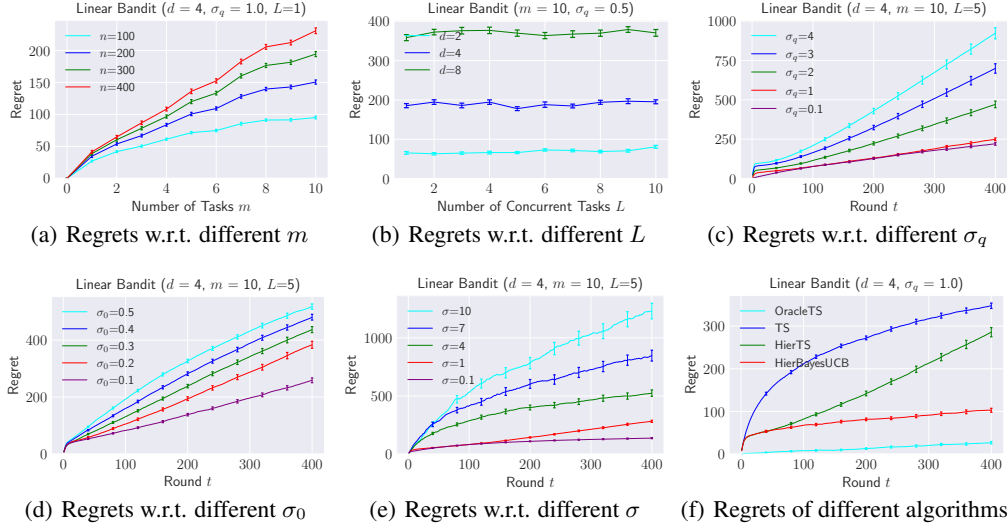 Linear Bandit (d = 4, σq = 1.0, L=1)
Regret
200
150
100
50
0
n=100
n=200
n=300
n=400
0 2 4 6 8 10
Number of Tasks m
(a) Regrets w.r.t. different m
Linear Bandit (m = 10, σq = 0.5)
Regret
400
300
200
100
0
d=2
d=4
d=8
2 4 6 8 10
Number of Concurrent Tasks L
(b) Regrets w.r.t. different L
Linear Bandit (d = 4, m = 10, L=5)
Regret
1000
750
500
250
0
σq=4
σq=3
σq=2
σq=1
σq=0.1
0 100 200 300 400
Round t
(c) Regrets w.r.t. different σq
Linear Bandit (d = 4, m = 10, L=5)
Regret
400
200
0
σ0=0.5
σ0=0.4
σ0=0.3
σ0=0.2
σ0=0.1
0 100 200 300 400
Round t
(d) Regrets w.r.t. different σ0
Linear Bandit (d = 4, m = 10, L=5)
Regret
1000
500
0
σ=10
σ=7
σ=4
σ=1
σ=0.1
0 100 200 300 400
Round t
(e) Regrets w.r.t. different σ
Linear Bandit (d = 4, σq = 1.0)
Regret
300
200
100
0
OracleTS
TS
HierTS
HierBayesUCB
0 100 200 300 400
Round t
(f) Regrets of different algorithms